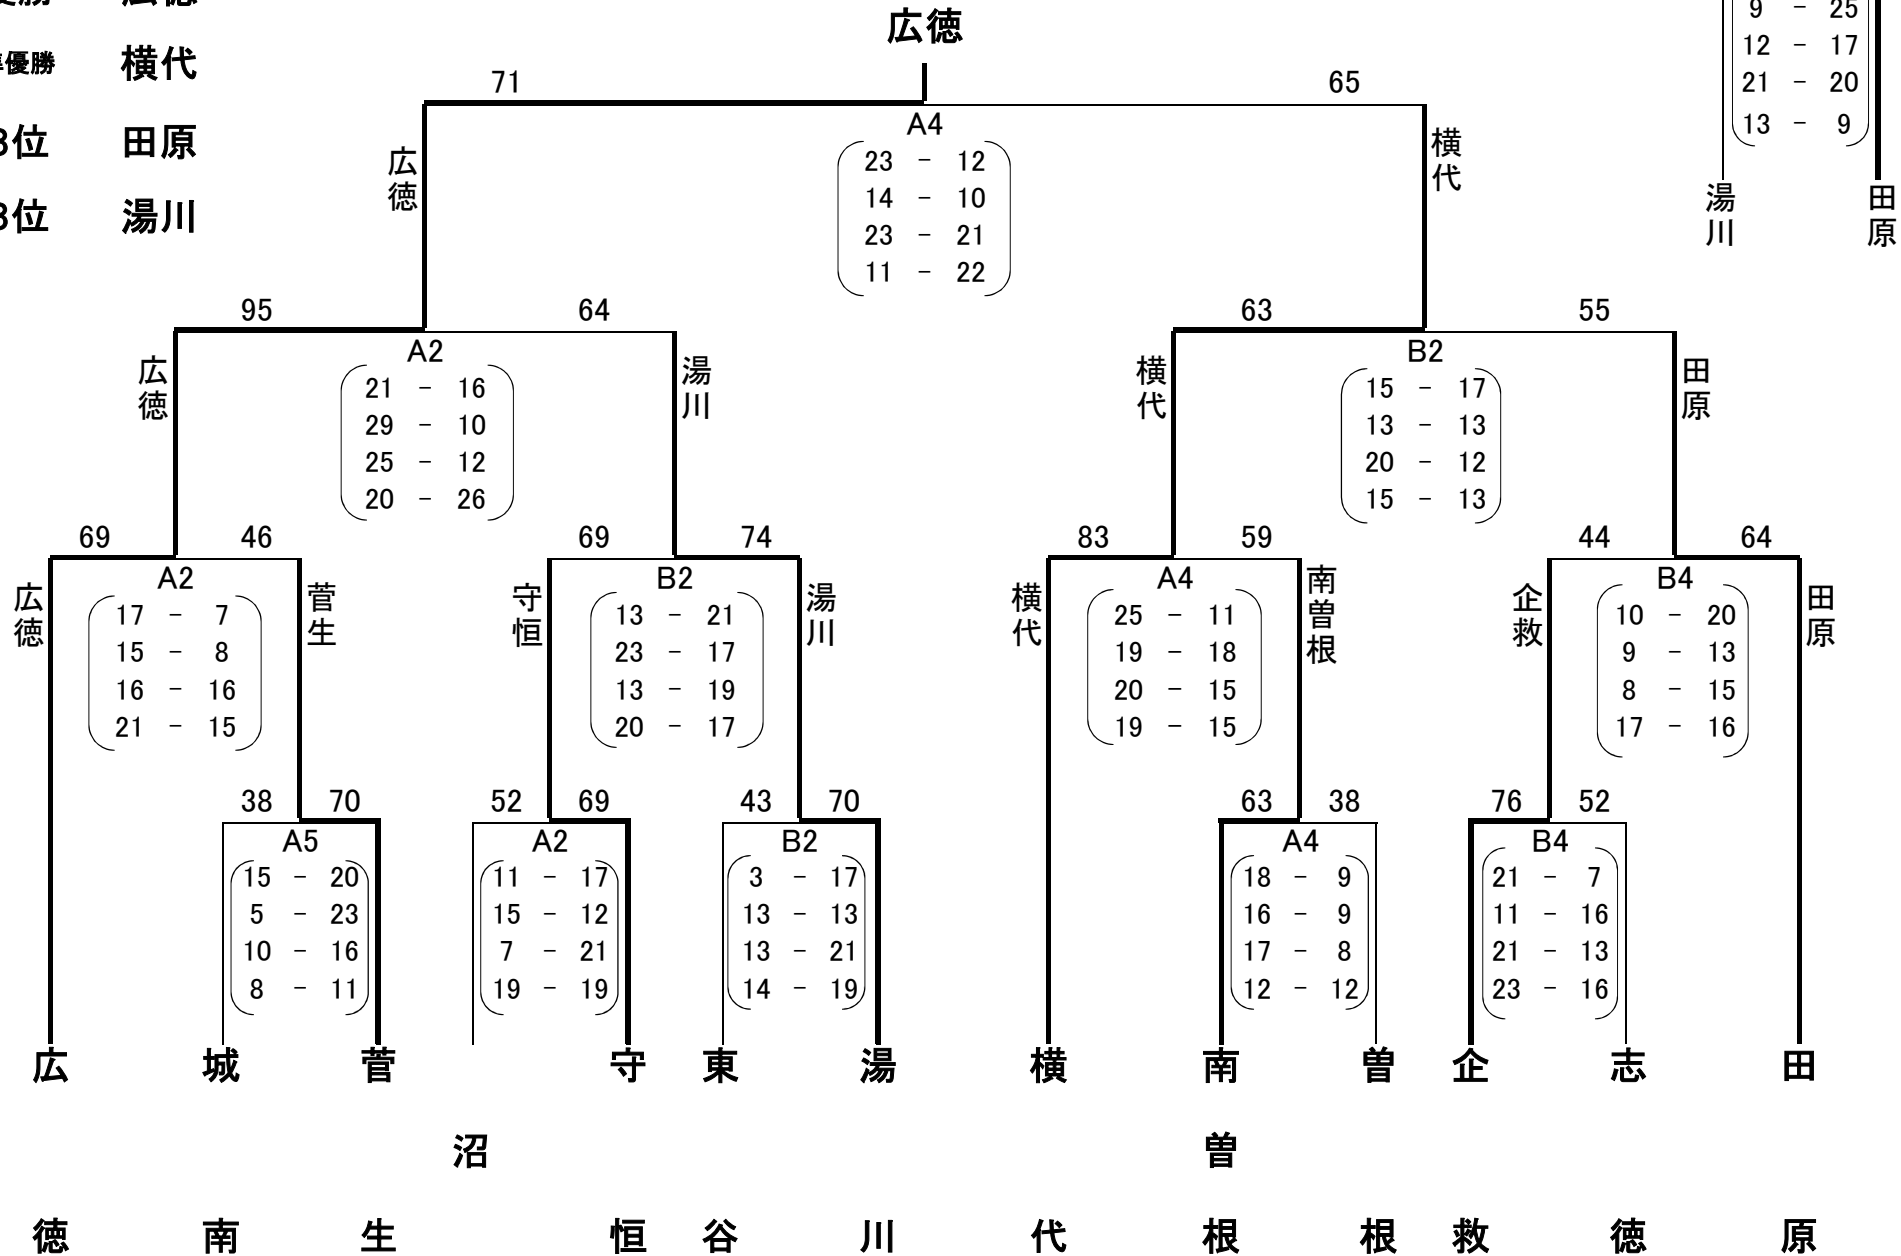 広徳
優勝 広徳
準優勝 横代
3位 田原
3位 湯川
9 - 25
12 - 17
21 - 20
13 - 9
湯川
田原
71 65
A4
広徳
横代
23 - 12
14 - 10
23 - 21
11 - 22
95 64
A2
広徳
湯川
21 - 16
29 - 10
25 - 12
20 - 26
63 55
B2
横代
田原
15 - 17
13 - 13
20 - 12
15 - 13
69 46
A2
広徳
菅生
17 - 7
15 - 8
16 - 16
21 - 15
69 74
B2
守恒
湯川
13 - 21
23 - 17
13 - 19
20 - 17
83 59
A4
横代
南曽根
25 - 11
19 - 18
20 - 15
19 - 15
44 64
B4
企救
田原
10 - 20
9 - 13
8 - 15
17 - 16
38 70
A5
15 - 20
5 - 23
10 - 16
8 - 11
52 69
A2
11 - 17
15 - 12
7 - 21
19 - 19
43 70
B2
3 - 17
13 - 13
13 - 21
14 - 19
63 38
A4
18 - 9
16 - 9
17 - 8
12 - 12
76 52
B4
21 - 7
11 - 16
21 - 13
23 - 16
広徳
城南
菅生
沼
守恒
東谷
湯川
横代
南曽根
曽根
企救
志徳
田原